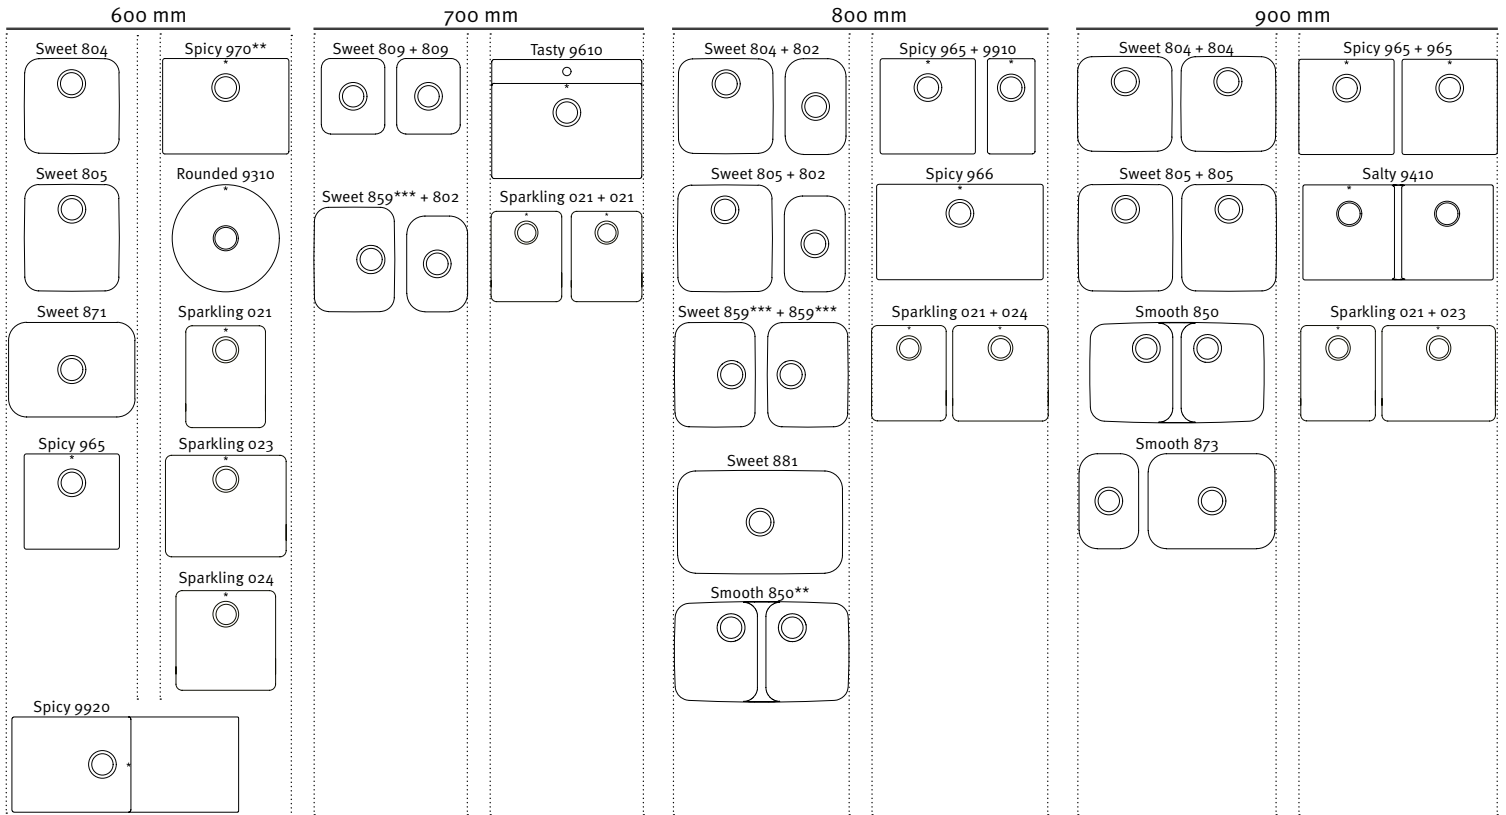 600 mm
Sweet 804
Spicy 970**
*
Sweet 805
Rounded 9310
*
Sweet 871
Sparkling 021
*
Spicy 965
*
Sparkling 023
*
Sparkling 024
*
Spicy 9920
*
700 mm
Sweet 809 + 809
Tasty 9610
*
Sweet 859*** + 802
Sparkling 021 + 021
* *
800 mm
Sweet 804 + 802
Spicy 965 + 9910
* *
Sweet 805 + 802
Spicy 966
*
Sweet 859*** + 859***
Sparkling 021 + 024
* *
Sweet 881
Smooth 850**
900 mm
Sweet 804 + 804
Spicy 965 + 965
* *
Sweet 805 + 805
Salty 9410
*
Smooth 850
Sparkling 021 + 023
* *
Smooth 873